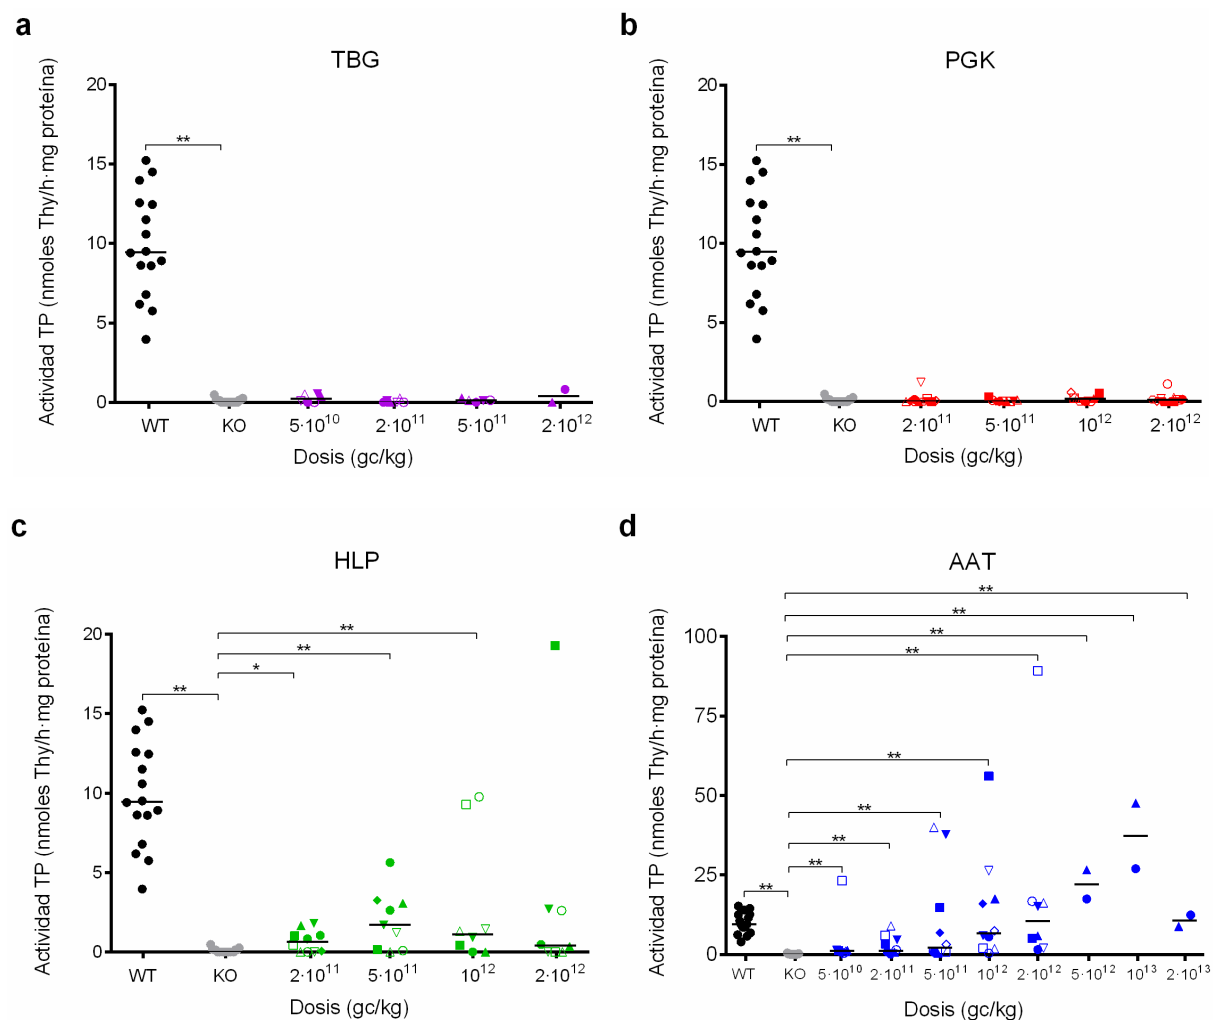 a
TBG
Actividad TP (nmoles Thy/h·mg proteína)
20
15
10
5
0
**
WT KO 5·10¹⁰ 2·10¹¹ 5·10¹¹ 2·10¹²
Dosis (gc/kg)
b
PGK
Actividad TP (nmoles Thy/h·mg proteína)
20
15
10
5
0
**
WT KO 2·10¹¹ 5·10¹¹ 10¹² 2·10¹²
Dosis (gc/kg)
c
HLP
Actividad TP (nmoles Thy/h·mg proteína)
20
15
10
5
0
**
**
*
**
WT KO 2·10¹¹ 5·10¹¹ 10¹² 2·10¹²
Dosis (gc/kg)
d
AAT
Actividad TP (nmoles Thy/h·mg proteína)
100
75
50
25
0
**
**
**
**
**
**
**
**
**
WT KO 5·10¹⁰ 2·10¹¹ 5·10¹¹ 10¹² 2·10¹² 5·10¹² 10¹³ 2·10¹³
Dosis (gc/kg)